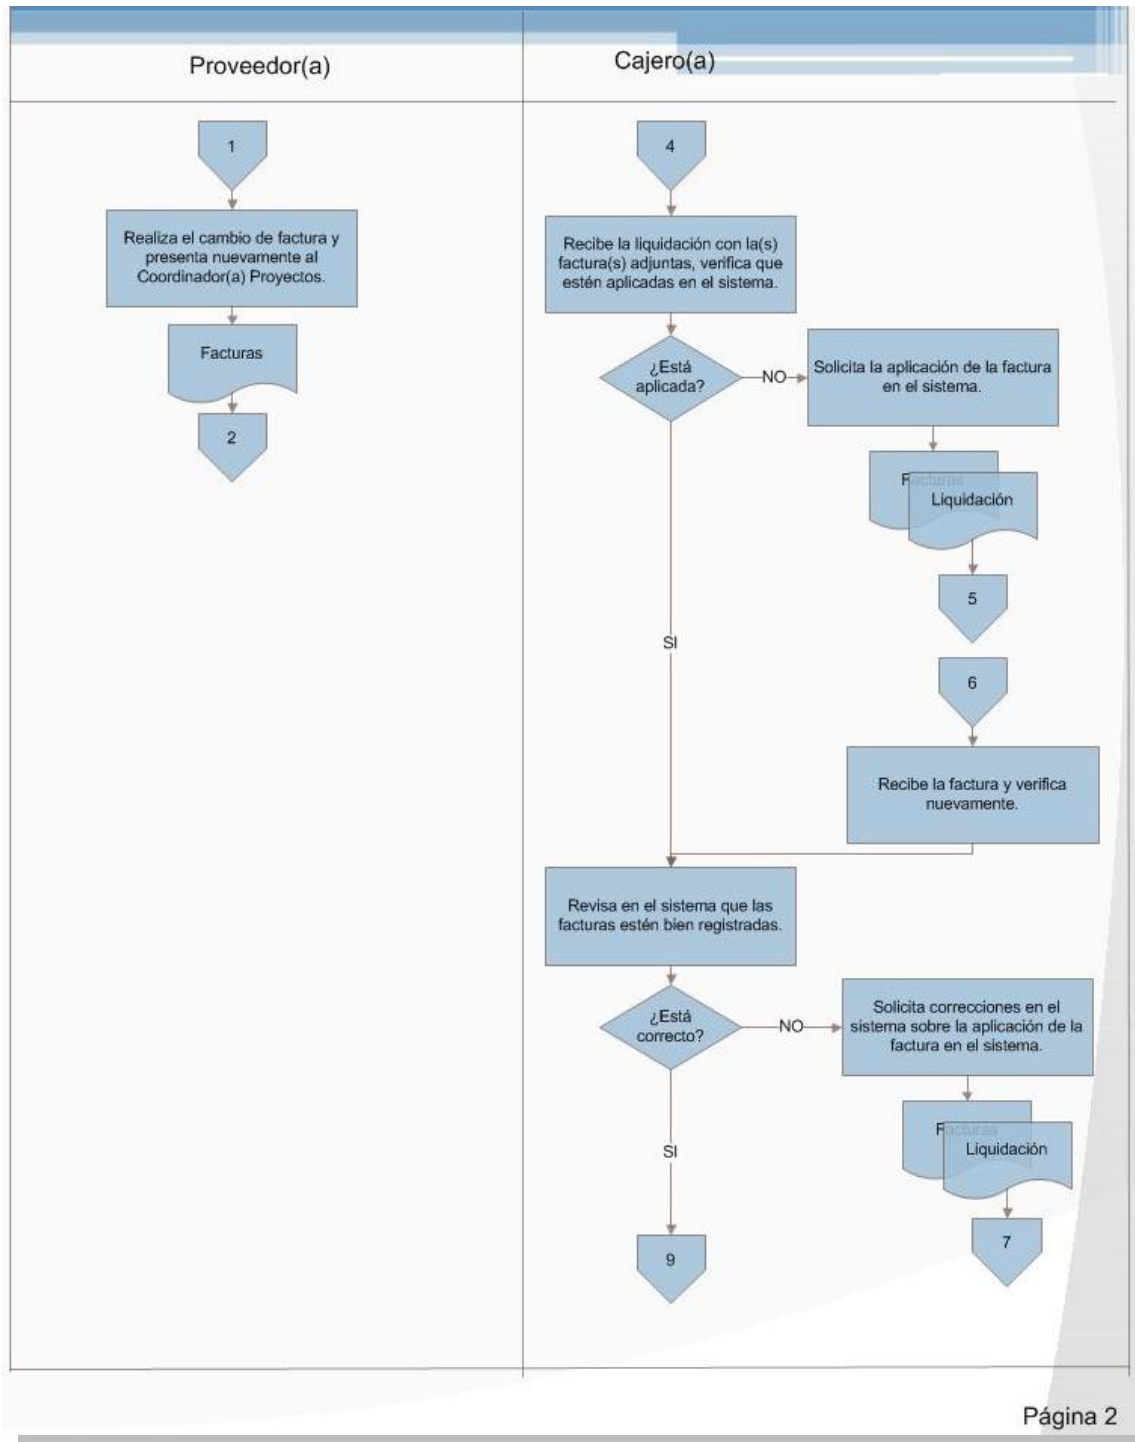 Proveedor(a)
Cajero(a)
1
Realiza el cambio de factura y
presenta nuevamente al
Coordinador(a) Proyectos.
Facturas
2
4
Recibe la liquidación con la(s)
factura(s) adjuntas, verifica que
estén aplicadas en el sistema.
¿Está
aplicada?
NO
Solicita la aplicación de la factura
en el sistema.
Facturas
Liquidación
5
SI
6
Recibe la factura y verifica
nuevamente.
Revisa en el sistema que las
facturas estén bien registradas.
¿Está
correcto?
NO
Solicita correcciones en el
sistema sobre la aplicación de la
factura en el sistema.
Facturas
Liquidación
7
SI
9
Página 2